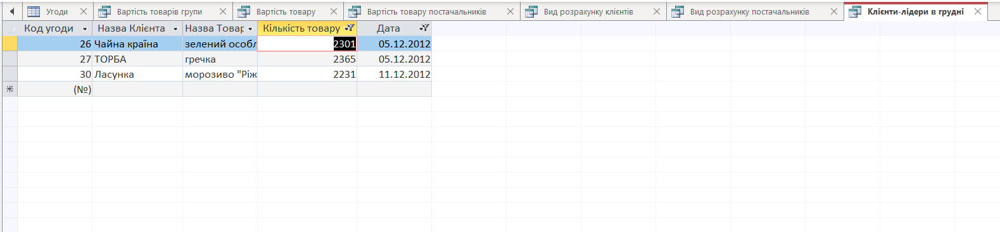 Угоди Вартість товарів групи Вартість товару Вартість товару постачальників Вид розрахунку клієнтів Вид розрахунку постачальників Клієнти-лідери в грудні
Код угоди Назва Клієнта Назва Товар Кількість товару Дата
26 Чайна країна зелений особл 2301 05.12.2012
27 ТОРБА гречка 2365 05.12.2012
30 Ласунка морозиво "Ріж 2231 11.12.2012
(№)